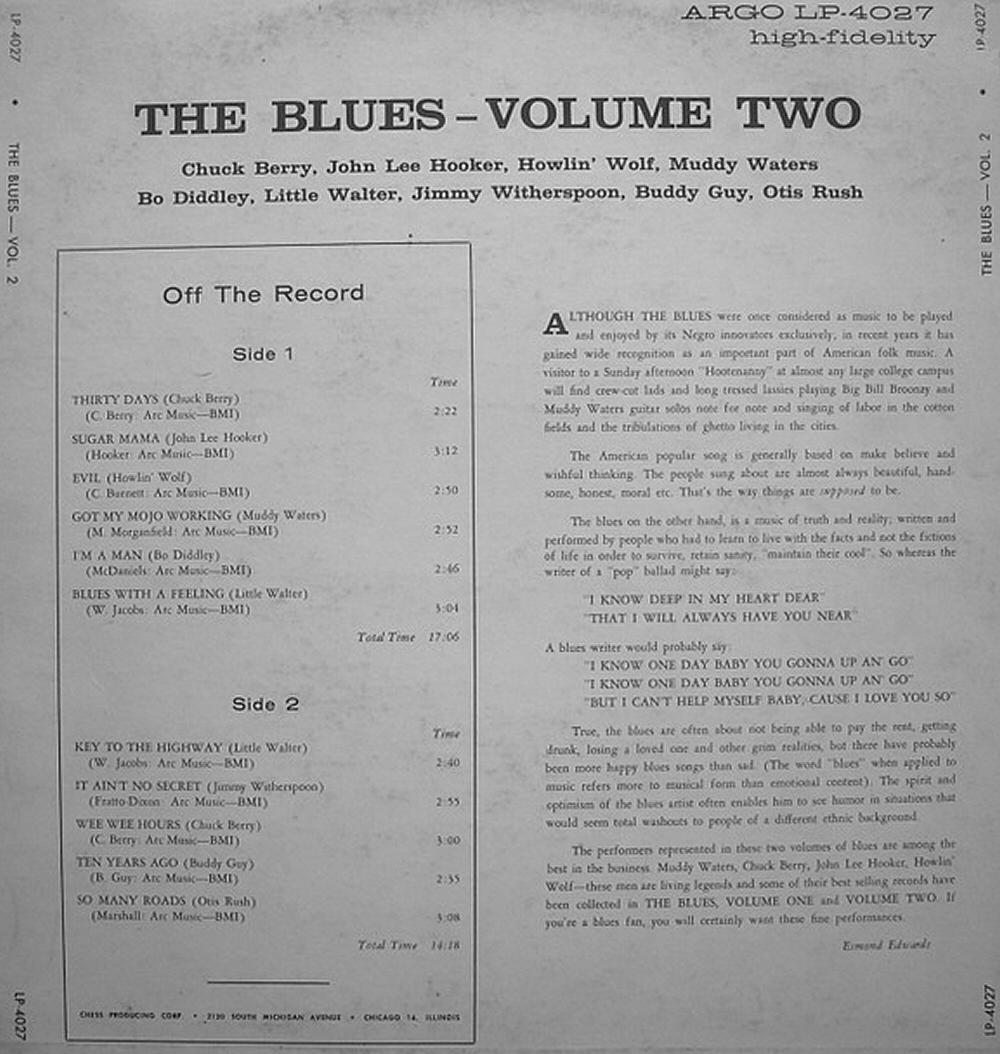 ARGO LP-4027
high-fidelity
LP-4027 • THE BLUES — VOL. 2
LP-4027 • THE BLUES — VOL. 2
THE BLUES – VOLUME TWO
Chuck Berry, John Lee Hooker, Howlin' Wolf, Muddy Waters
Bo Diddley, Little Walter, Jimmy Witherspoon, Buddy Guy, Otis Rush
Off The Record
Side 1
Time
THIRTY DAYS (Chuck Berry)
(C. Berry: Arc Music—BMI) 2:22
SUGAR MAMA (John Lee Hooker)
(Hooker: Arc Music—BMI) 3:12
EVIL (Howlin' Wolf)
(C. Burnett: Arc Music—BMI) 2:50
GOT MY MOJO WORKING (Muddy Waters)
(M. Morganfield: Arc Music—BMI) 2:52
I'M A MAN (Bo Diddley)
(McDaniels: Arc Music—BMI) 2:46
BLUES WITH A FEELING (Little Walter)
(W. Jacobs: Arc Music—BMI) 3:04
Total Time 17:06
Side 2
Time
KEY TO THE HIGHWAY (Little Walter)
(W. Jacobs: Arc Music—BMI) 2:40
IT AIN'T NO SECRET (Jimmy Witherspoon)
(Fratto-Dixon: Arc Music—BMI) 2:55
WEE WEE HOURS (Chuck Berry)
(C. Berry: Arc Music—BMI) 3:00
TEN YEARS AGO (Buddy Guy)
(B. Guy: Arc Music—BMI) 2:35
SO MANY ROADS (Otis Rush)
(Marshall: Arc Music—BMI) 3:08
Total Time 14:18
CHESS PRODUCING CORP. • 2120 SOUTH MICHIGAN AVENUE • CHICAGO 16, ILLINOIS
ALTHOUGH THE BLUES were once considered as music to be played
and enjoyed by its Negro innovators exclusively, in recent years it has
gained wide recognition as an important part of American folk music. A
visitor to a Sunday afternoon "Hootenanny" at almost any large college campus
will find crew-cut lads and long tressed lassies playing Big Bill Broonzy and
Muddy Waters guitar solos note for note and singing of labor in the cotton
fields and the tribulations of ghetto living in the cities.
The American popular song is generally based on make believe and
wishful thinking. The people sung about are almost always beautiful, hand-
some, honest, moral etc. That's the way things are supposed to be.
The blues on the other hand, is a music of truth and reality; written and
performed by people who had to learn to live with the facts and not the fictions
of life in order to survive, retain sanity, "maintain their cool". So whereas the
writer of a "pop" ballad might say:
"I KNOW DEEP IN MY HEART DEAR"
"THAT I WILL ALWAYS HAVE YOU NEAR"
A blues writer would probably say:
"I KNOW ONE DAY BABY YOU GONNA UP AN' GO"
"I KNOW ONE DAY BABY YOU GONNA UP AN' GO"
"BUT I CAN'T HELP MYSELF BABY, CAUSE I LOVE YOU SO"
True, the blues are often about not being able to pay the rent, getting
drunk, losing a loved one and other grim realities, but there have probably
been more happy blues songs than sad. (The word "blues" when applied to
music refers more to musical form than emotional content). The spirit and
optimism of the blues artist often enables him to see humor in situations that
would seem total washouts to people of a different ethnic background.
The performers represented in these two volumes of blues are among the
best in the business. Muddy Waters, Chuck Berry, John Lee Hooker, Howlin'
Wolf—these men are living legends and some of their best selling records have
been collected in THE BLUES, VOLUME ONE and VOLUME TWO. If
you're a blues fan, you will certainly want these fine performances.
Esmond Edwards
LP-4027
LP-4027